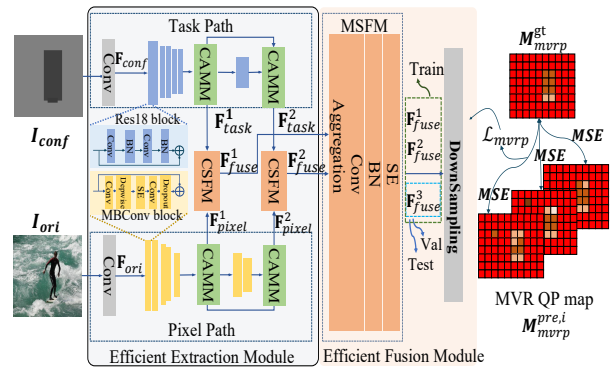 Task Path
MSFM
M^gt_mvrp
Conv
F_conf
CAMM
CAMM
Train
I_conf
Res18 block
Conv
BN
Conv
BN
F^1_task
F^2_task
Aggregation
Conv
BN
SE
F^1_fuse
F^2_fuse
F^3_fuse
ℒ_mvrp
MSE
MSE
MSE
CSFM
F^1_fuse
CSFM
F^2_fuse
Conv
Depwise
SE
Conv
Dropout
MBConv block
I_ori
F^1_pixel
F^2_pixel
DownSampling
Val
Test
Conv
F_ori
CAMM
CAMM
MVR QP map
M^pre,i_mvrp
Pixel Path
Efficient Extraction Module
Efficient Fusion Module